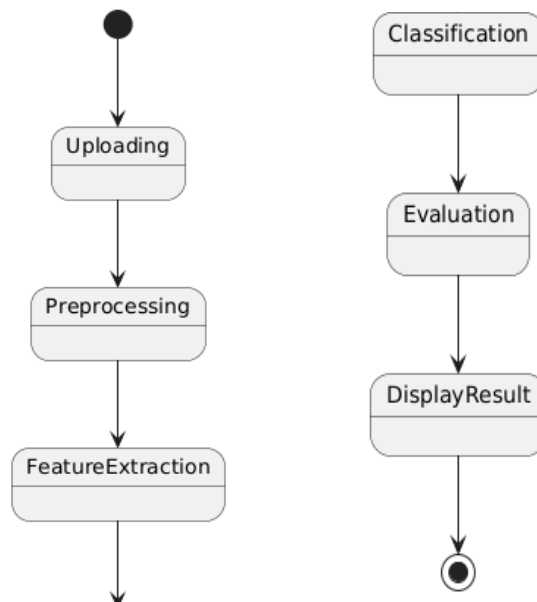 Uploading
Preprocessing
FeatureExtraction
Classification
Evaluation
DisplayResult